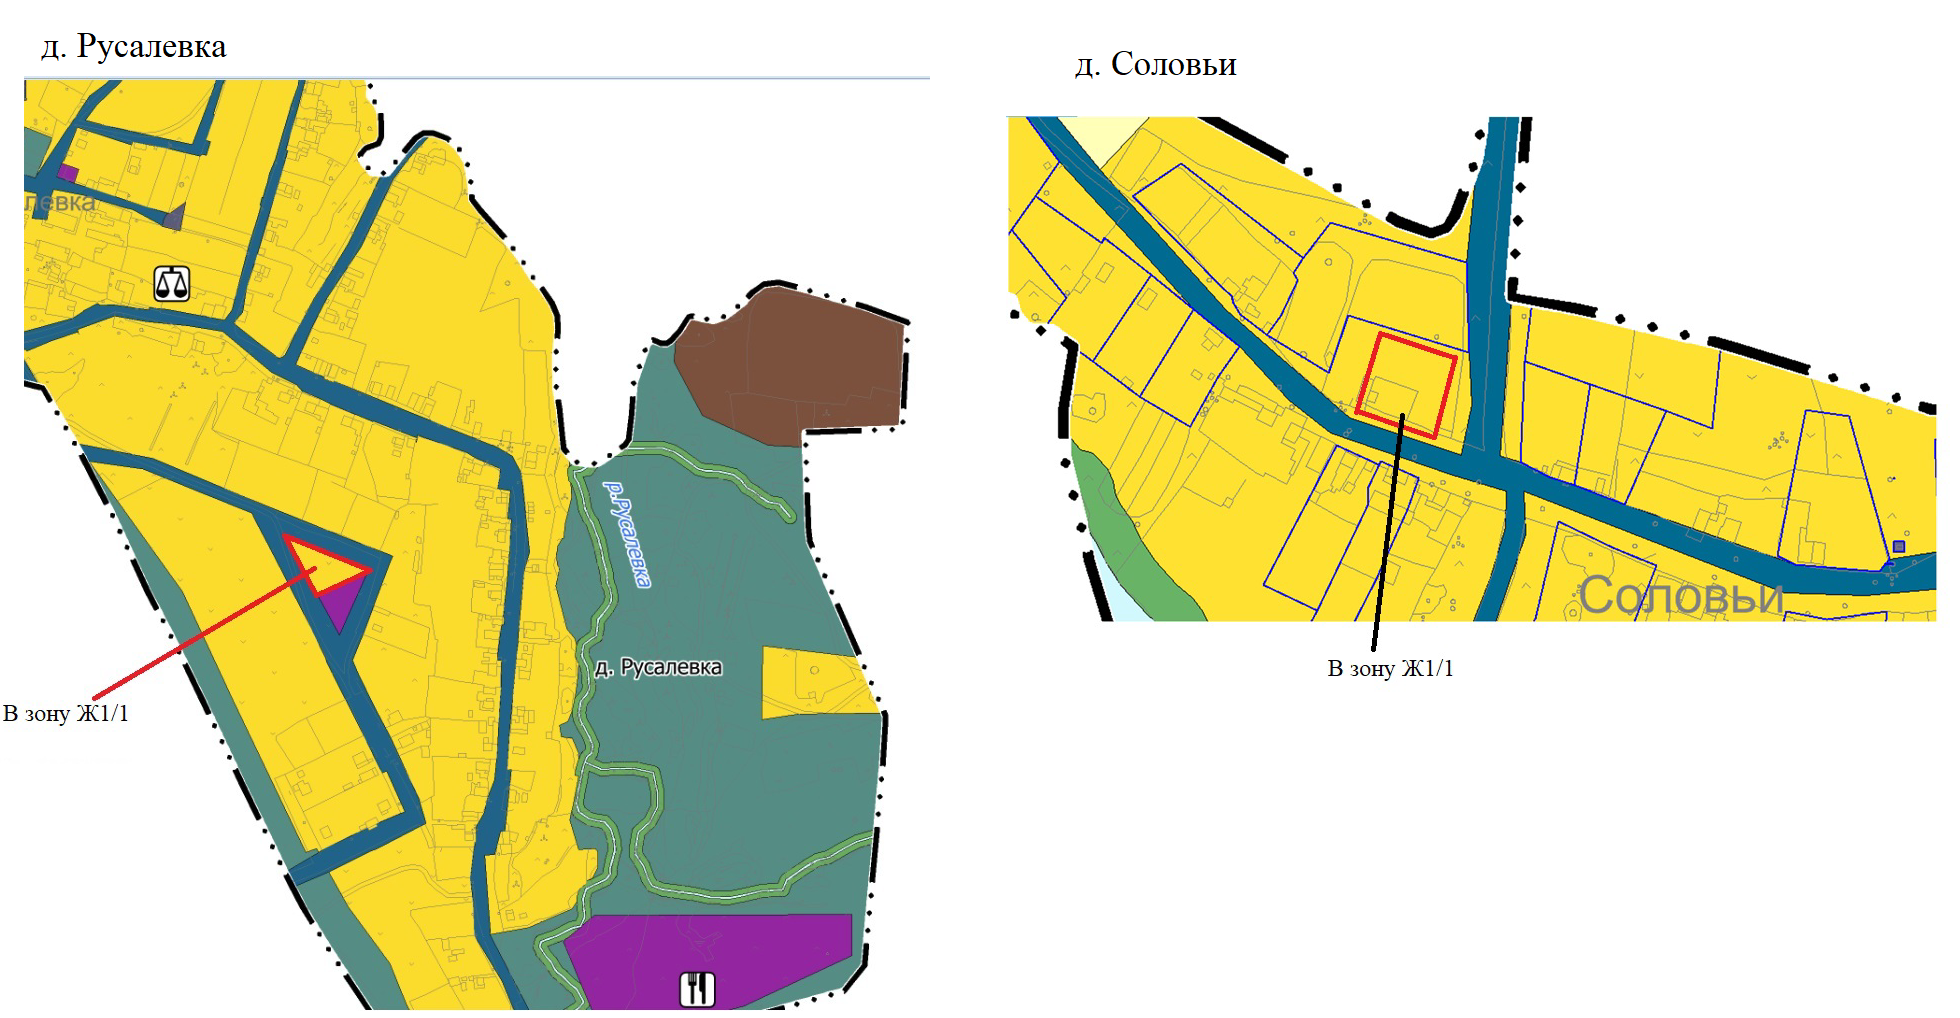 д. Русалевка
д. Соловьи
левка
р.Русалевка
д. Русалевка
В зону Ж1/1
Соловьи
В зону Ж1/1